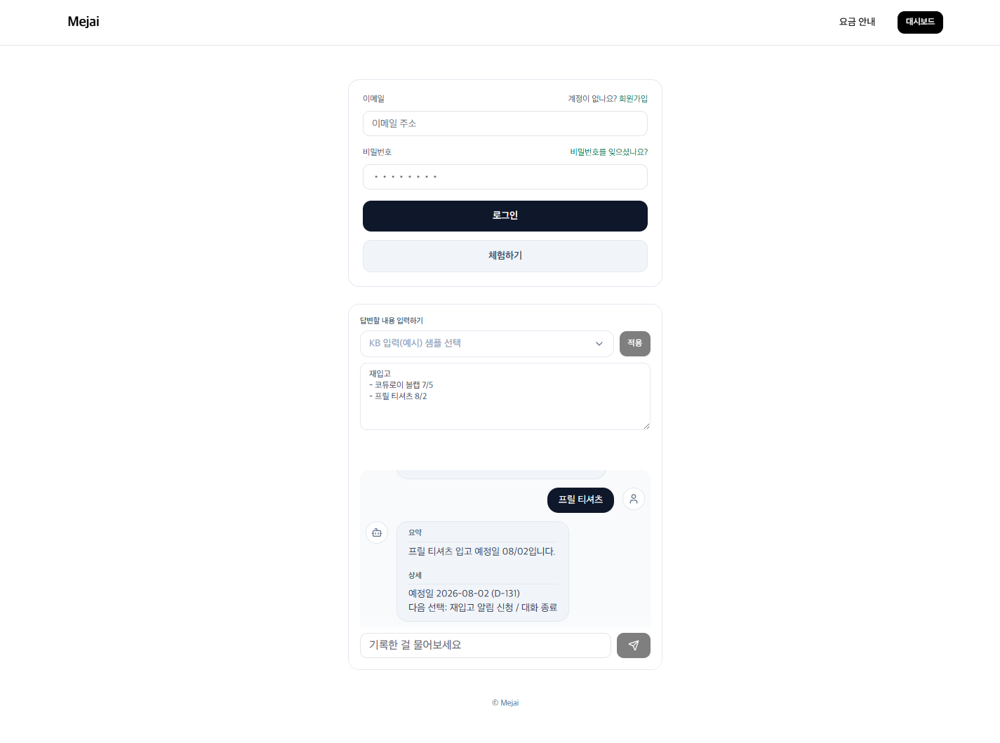 Mejai
요금 안내
대시보드
이메일
계정이 없나요? 회원가입
이메일 주소
비밀번호
비밀번호를 잊으셨나요?
••••••••
로그인
체험하기
답변할 내용 입력하기
KB 입력(예시) 샘플 선택
적용
재입고
- 코듀로이 볼캡 7/5
- 프릴 티셔츠 8/2
프릴 티셔츠
요약
프릴 티셔츠 입고 예정일 08/02입니다.
상세
예정일 2026-08-02 (D-131)
다음 선택: 재입고 알림 신청 / 대화 종료
기록한 걸 물어보세요
© Mejai